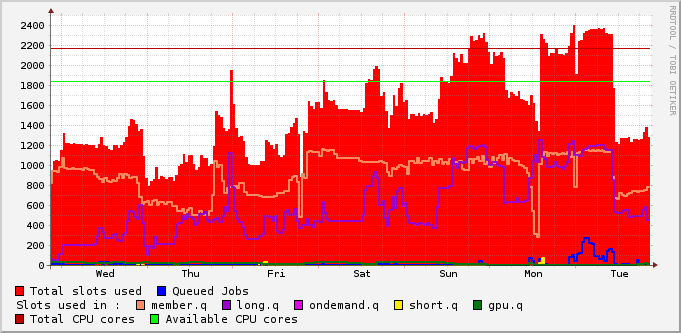 2400
2200
2000
1800
1600
1400
1200
1000
800
600
400
200
0
Wed Thu Fri Sat Sun Mon Tue
RRDTOOL / TOBI OETIKER
Total slots used Queued Jobs
Slots used in : member.q long.q ondemand.q short.q gpu.q
Total CPU cores Available CPU cores